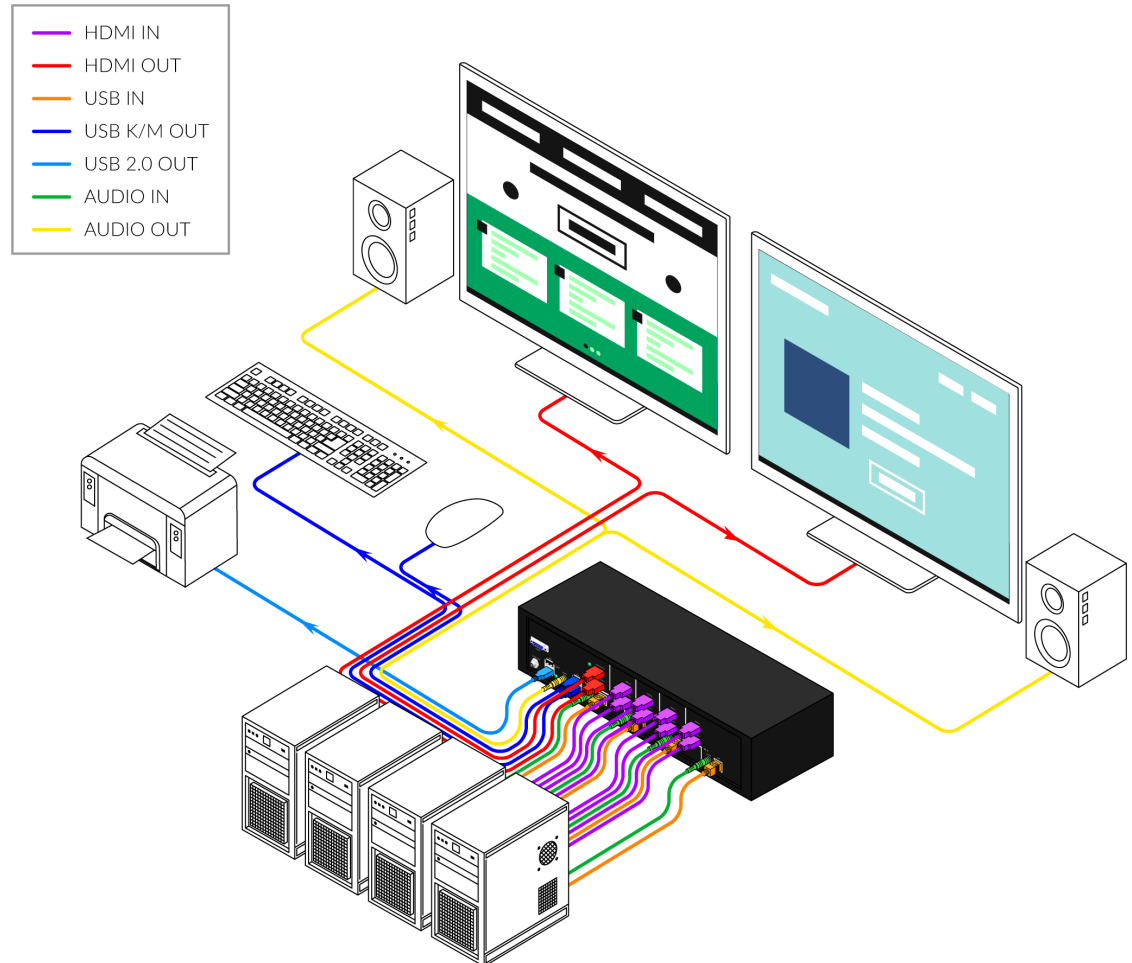 HDMI IN
HDMI OUT
USB IN
USB K/M OUT
USB 2.0 OUT
AUDIO IN
AUDIO OUT